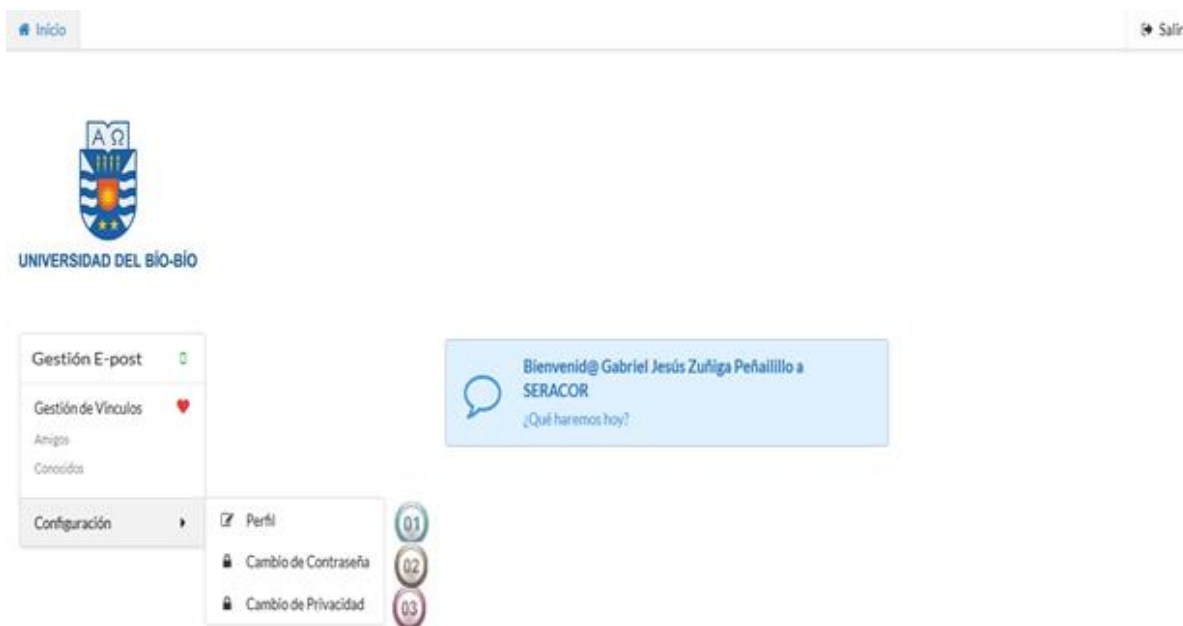 Inicio
Salir
ΑΩ
UNIVERSIDAD DEL BÍO-BÍO
Gestión E-post
Gestión de Vínculos
Amigos
Conocidos
Configuración
Perfil
01
Cambio de Contraseña
02
Cambio de Privacidad
03
Bienvenid@ Gabriel Jesús Zuñiga Peñailillo a
SERACOR
¿Qué haremos hoy?